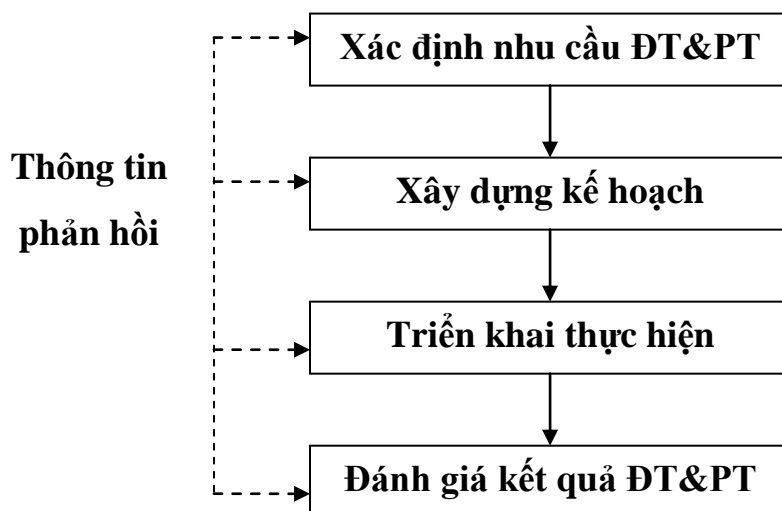 Xác định nhu cầu ĐT&PT
Thông tin
phản hồi
Xây dựng kế hoạch
Triển khai thực hiện
Đánh giá kết quả ĐT&PT